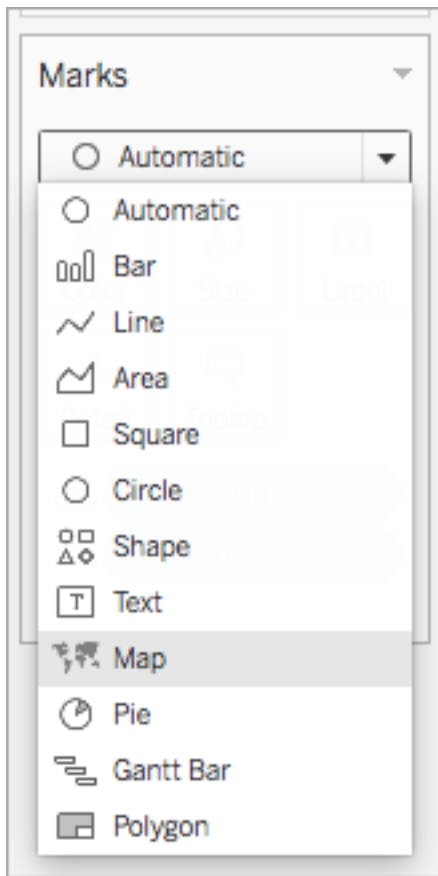 Marks
Automatic
Automatic
Bar
Line
Area
Square
Circle
Shape
Text
Map
Pie
Gantt Bar
Polygon